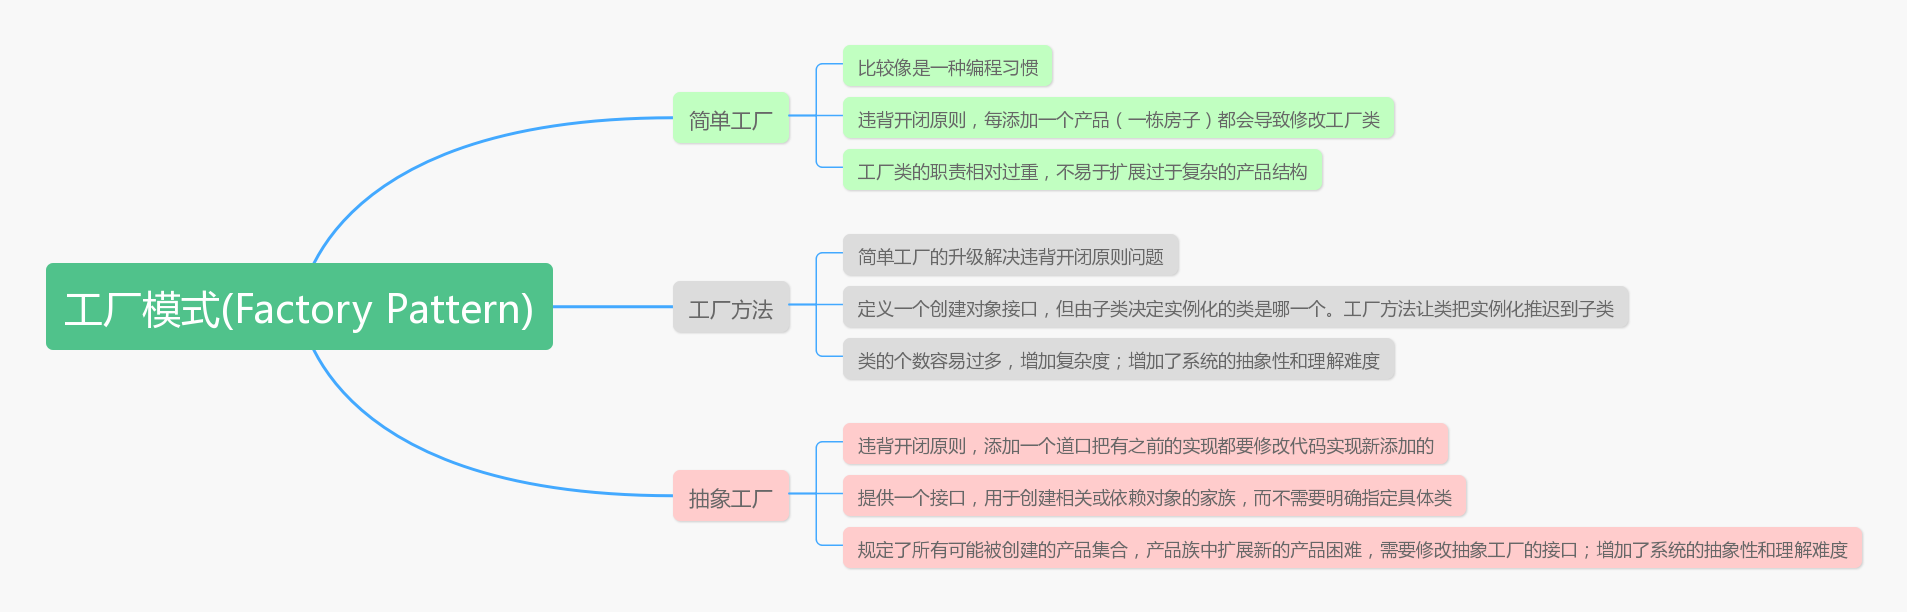 工厂模式(Factory Pattern)
简单工厂
比较像是一种编程习惯
违背开闭原则，每添加一个产品（一栋房子）都会导致修改工厂类
工厂类的职责相对过重，不易于扩展过于复杂的产品结构
工厂方法
简单工厂的升级解决违背开闭原则问题
定义一个创建对象接口，但由子类决定实例化的类是哪一个。工厂方法让类把实例化推迟到子类
类的个数容易过多，增加复杂度；增加了系统的抽象性和理解难度
抽象工厂
违背开闭原则，添加一个道口把有之前的实现都要修改代码实现新添加的
提供一个接口，用于创建相关或依赖对象的家族，而不需要明确指定具体类
规定了所有可能被创建的产品集合，产品族中扩展新的产品困难，需要修改抽象工厂的接口；增加了系统的抽象性和理解难度